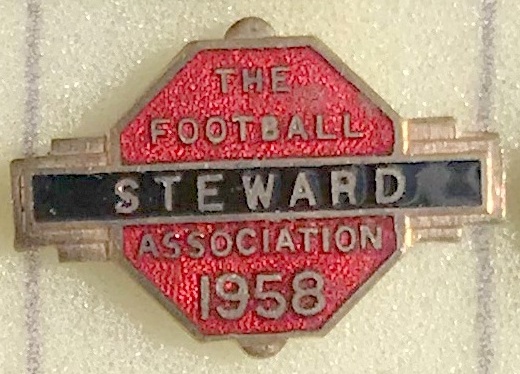 THE
FOOTBALL
STEWARD
ASSOCIATION
1958